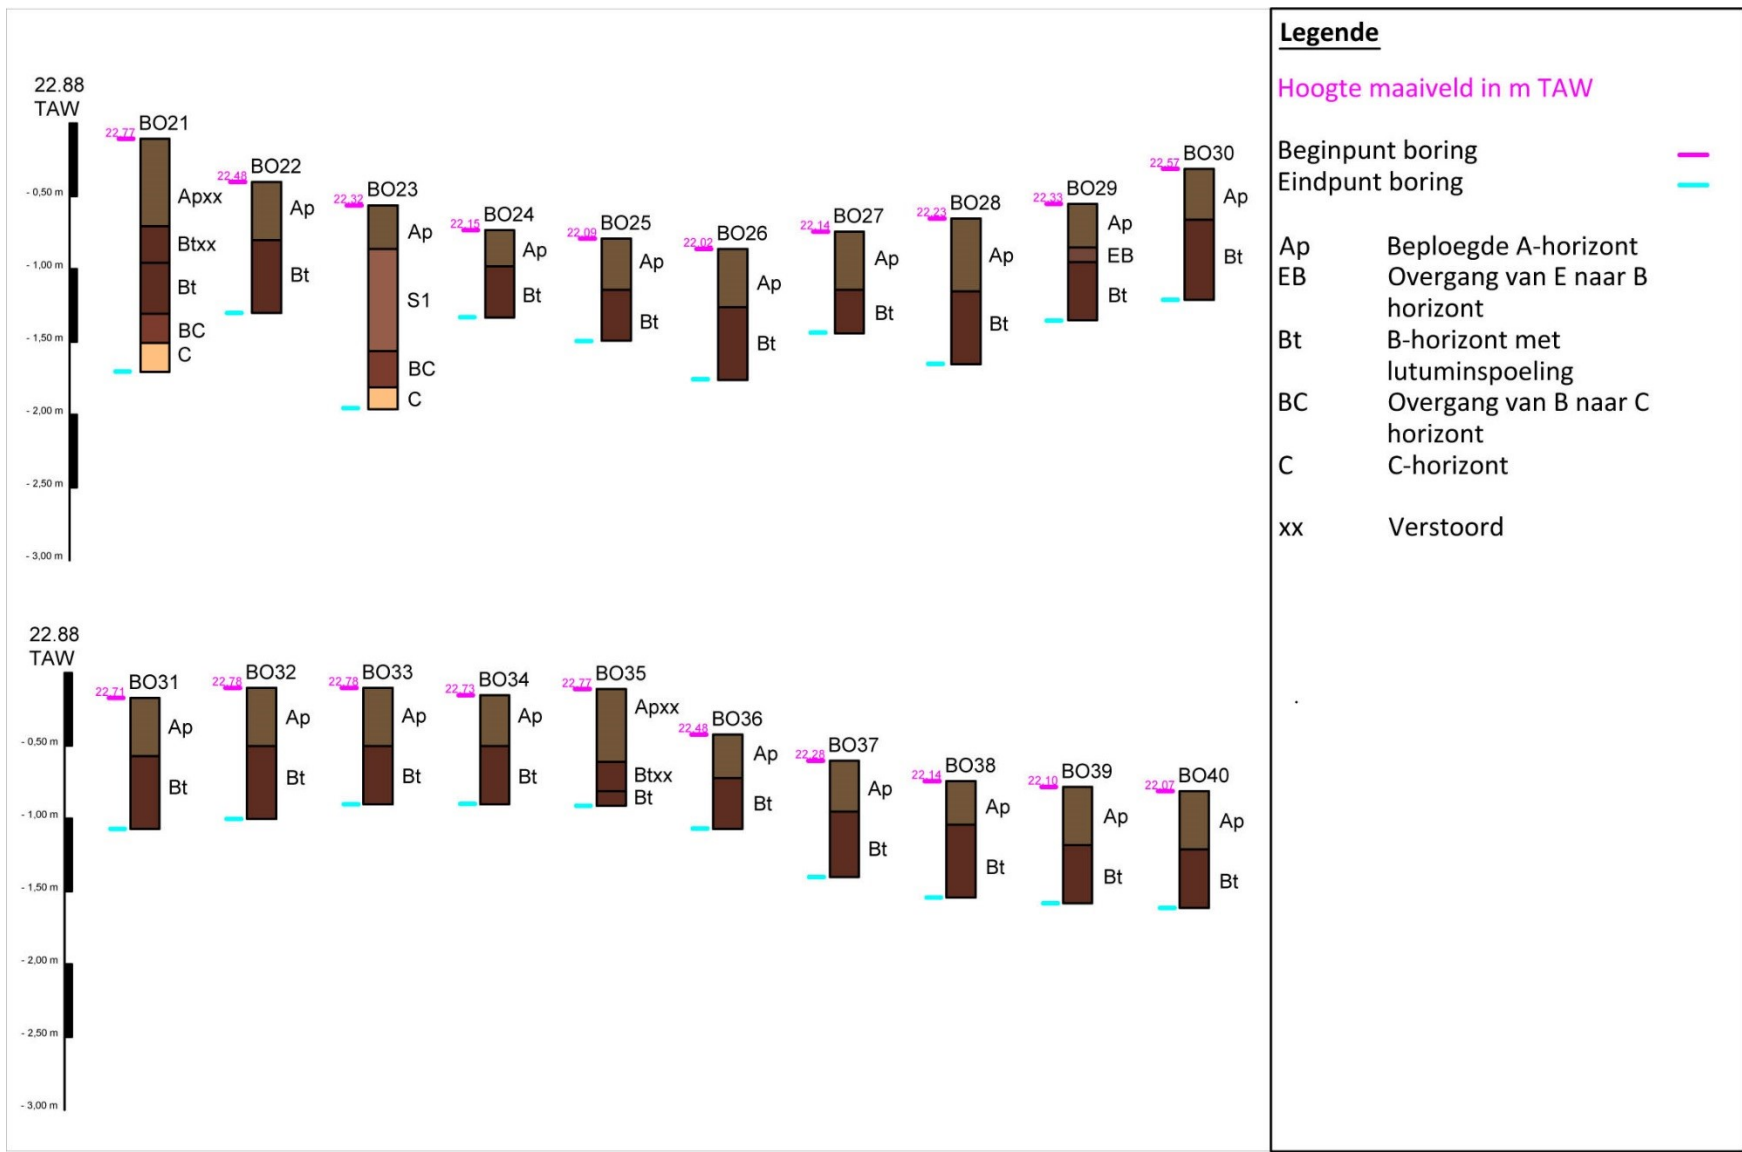 22.88
TAW
- 0,50 m
- 1,00 m
- 1,50 m
- 2,00 m
- 2,50 m
- 3,00 m
BO21
22.77
Apxx
Btxx
Bt
BC
C
BO22
22.48
Ap
Bt
BO23
22.32
Ap
S1
BC
C
BO24
22.15
Ap
Bt
BO25
22.09
Ap
Bt
BO26
22.02
Ap
Bt
BO27
22.14
Ap
Bt
BO28
22.23
Ap
Bt
BO29
22.33
Ap
EB
Bt
BO30
22.57
Ap
Bt
22.88
TAW
- 0,50 m
- 1,00 m
- 1,50 m
- 2,00 m
- 2,50 m
- 3,00 m
BO31
22.71
Ap
Bt
BO32
22.78
Ap
Bt
BO33
22.78
Ap
Bt
BO34
22.73
Ap
Bt
BO35
22.77
Apxx
Btxx
Bt
BO36
22.48
Ap
Bt
BO37
22.28
Ap
Bt
BO38
22.14
Ap
Bt
BO39
22.10
Ap
Bt
BO40
22.07
Ap
Bt
Legende
Hoogte maaiveld in m TAW
Beginpunt boring
Eindpunt boring
Ap Beploegde A-horizont
EB Overgang van E naar B
horizont
Bt B-horizont met
lutuminspoeling
BC Overgang van B naar C
horizont
C C-horizont
xx Verstoord